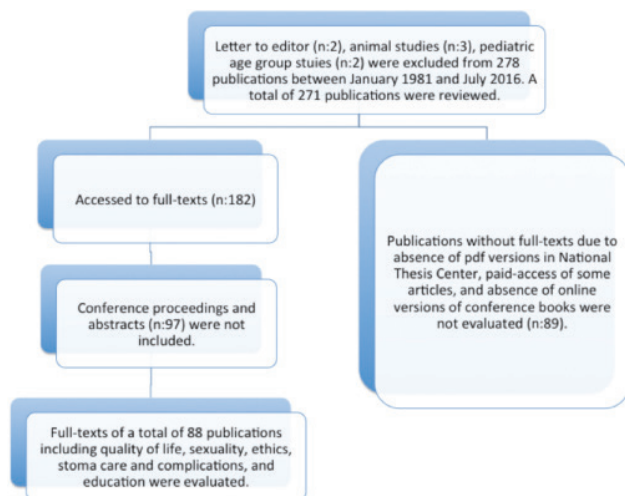 Letter to editor (n:2), animal studies (n:3), pediatric
age group stuies (n:2) were excluded from 278
publications between January 1981 and July 2016. A
total of 271 publications were reviewed.
Accessed to full-texts (n:182)
Publications without full-texts due to
absence of pdf versions in National
Thesis Center, paid-access of some
articles, and absence of online
versions of conference books were
not evaluated (n:89).
Conference proceedings and
abstracts (n:97) were not
included.
Full-texts of a total of 88 publications
including quality of life, sexuality, ethics,
stoma care and complications, and
education were evaluated.